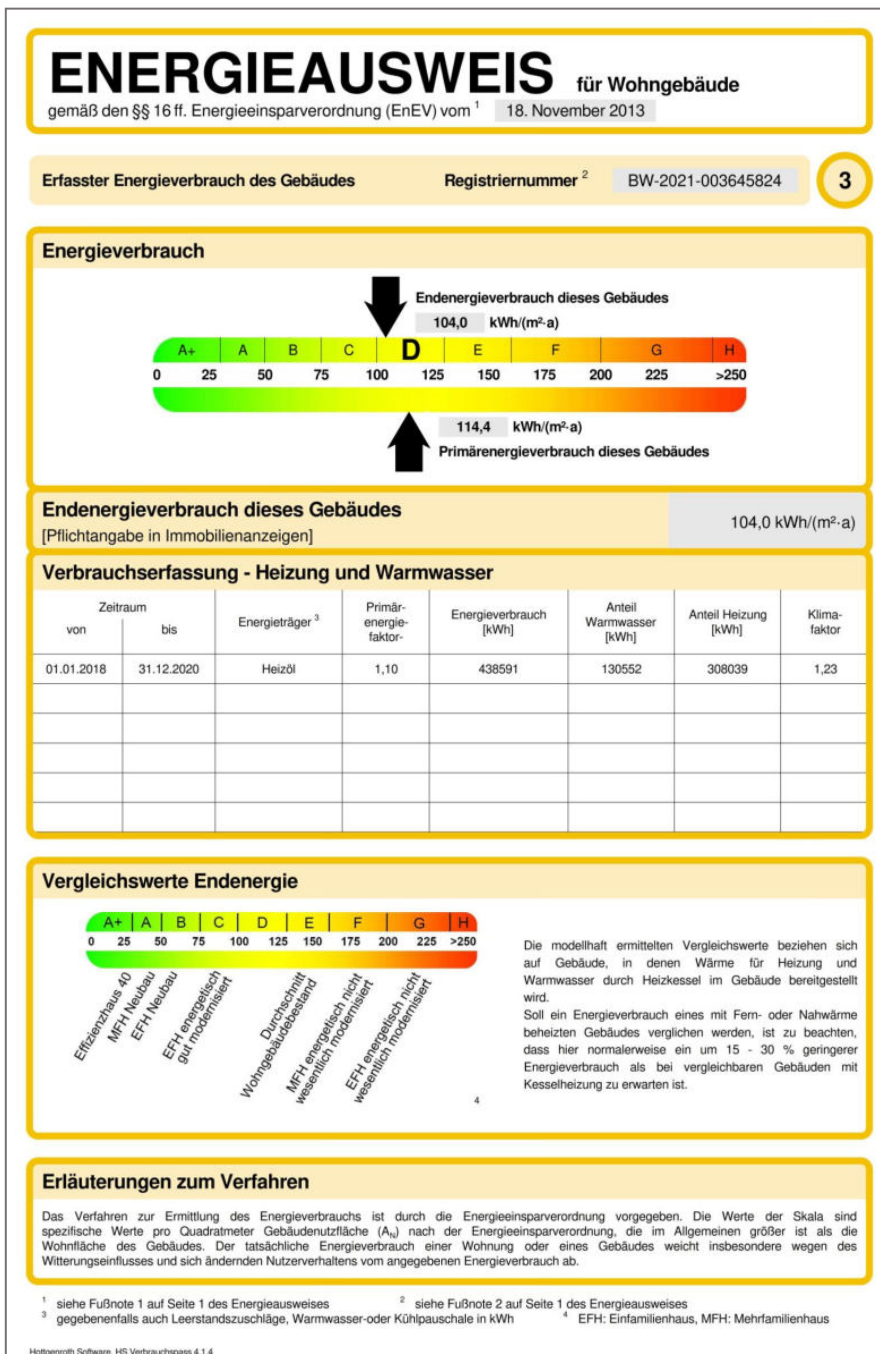 ENERGIEAUSWEIS für Wohngebäude
gemäß den §§ 16 ff. Energieeinsparverordnung (EnEV) vom 1 18. November 2013
Erfasster Energieverbrauch des Gebäudes Registriernummer 2 BW-2021-003645824 3
Energieverbrauch
Endenergieverbrauch dieses Gebäudes
104,0 kWh/(m²·a)
A+ A B C D E F G H
0 25 50 75 100 125 150 175 200 225 >250
114,4 kWh/(m²·a)
Primärenergieverbrauch dieses Gebäudes
Endenergieverbrauch dieses Gebäudes
[Pflichtangabe in Immobilienanzeigen]
104,0 kWh/(m²·a)
Verbrauchserfassung - Heizung und Warmwasser
Zeitraum
von bis
Energieträger 3
Primär-
energie-
faktor-
Energieverbrauch
[kWh]
Anteil
Warmwasser
[kWh]
Anteil Heizung
[kWh]
Klima-
faktor
01.01.2018 31.12.2020 Heizöl 1,10 438591 130552 308039 1,23
Vergleichswerte Endenergie
A+ A B C D E F G H
0 25 50 75 100 125 150 175 200 225 >250
Effizienzhaus 40
MFH Neubau
EFH Neubau
EFH energetisch
gut modernisiert
Durchschnitt
Wohngebäudebestand
MFH energetisch nicht
wesentlich modernisiert
EFH energetisch nicht
wesentlich modernisiert
4
Die modellhaft ermittelten Vergleichswerte beziehen sich
auf Gebäude, in denen Wärme für Heizung und
Warmwasser durch Heizkessel im Gebäude bereitgestellt
wird.
Soll ein Energieverbrauch eines mit Fern- oder Nahwärme
beheizten Gebäudes verglichen werden, ist zu beachten,
dass hier normalerweise ein um 15 - 30 % geringerer
Energieverbrauch als bei vergleichbaren Gebäuden mit
Kesselheizung zu erwarten ist.
Erläuterungen zum Verfahren
Das Verfahren zur Ermittlung des Energieverbrauchs ist durch die Energieeinsparverordnung vorgegeben. Die Werte der Skala sind
spezifische Werte pro Quadratmeter Gebäudenutzfläche (AN) nach der Energieeinsparverordnung, die im Allgemeinen größer ist als die
Wohnfläche des Gebäudes. Der tatsächliche Energieverbrauch einer Wohnung oder eines Gebäudes weicht insbesondere wegen des
Witterungseinflusses und sich ändernden Nutzerverhaltens vom angegebenen Energieverbrauch ab.
1 siehe Fußnote 1 auf Seite 1 des Energieausweises 2 siehe Fußnote 2 auf Seite 1 des Energieausweises
3 gegebenenfalls auch Leerstandszuschläge, Warmwasser-oder Kühlpauschale in kWh 4 EFH: Einfamilienhaus, MFH: Mehrfamilienhaus
Hottgenroth Software, HS Verbrauchspass 4.1.4